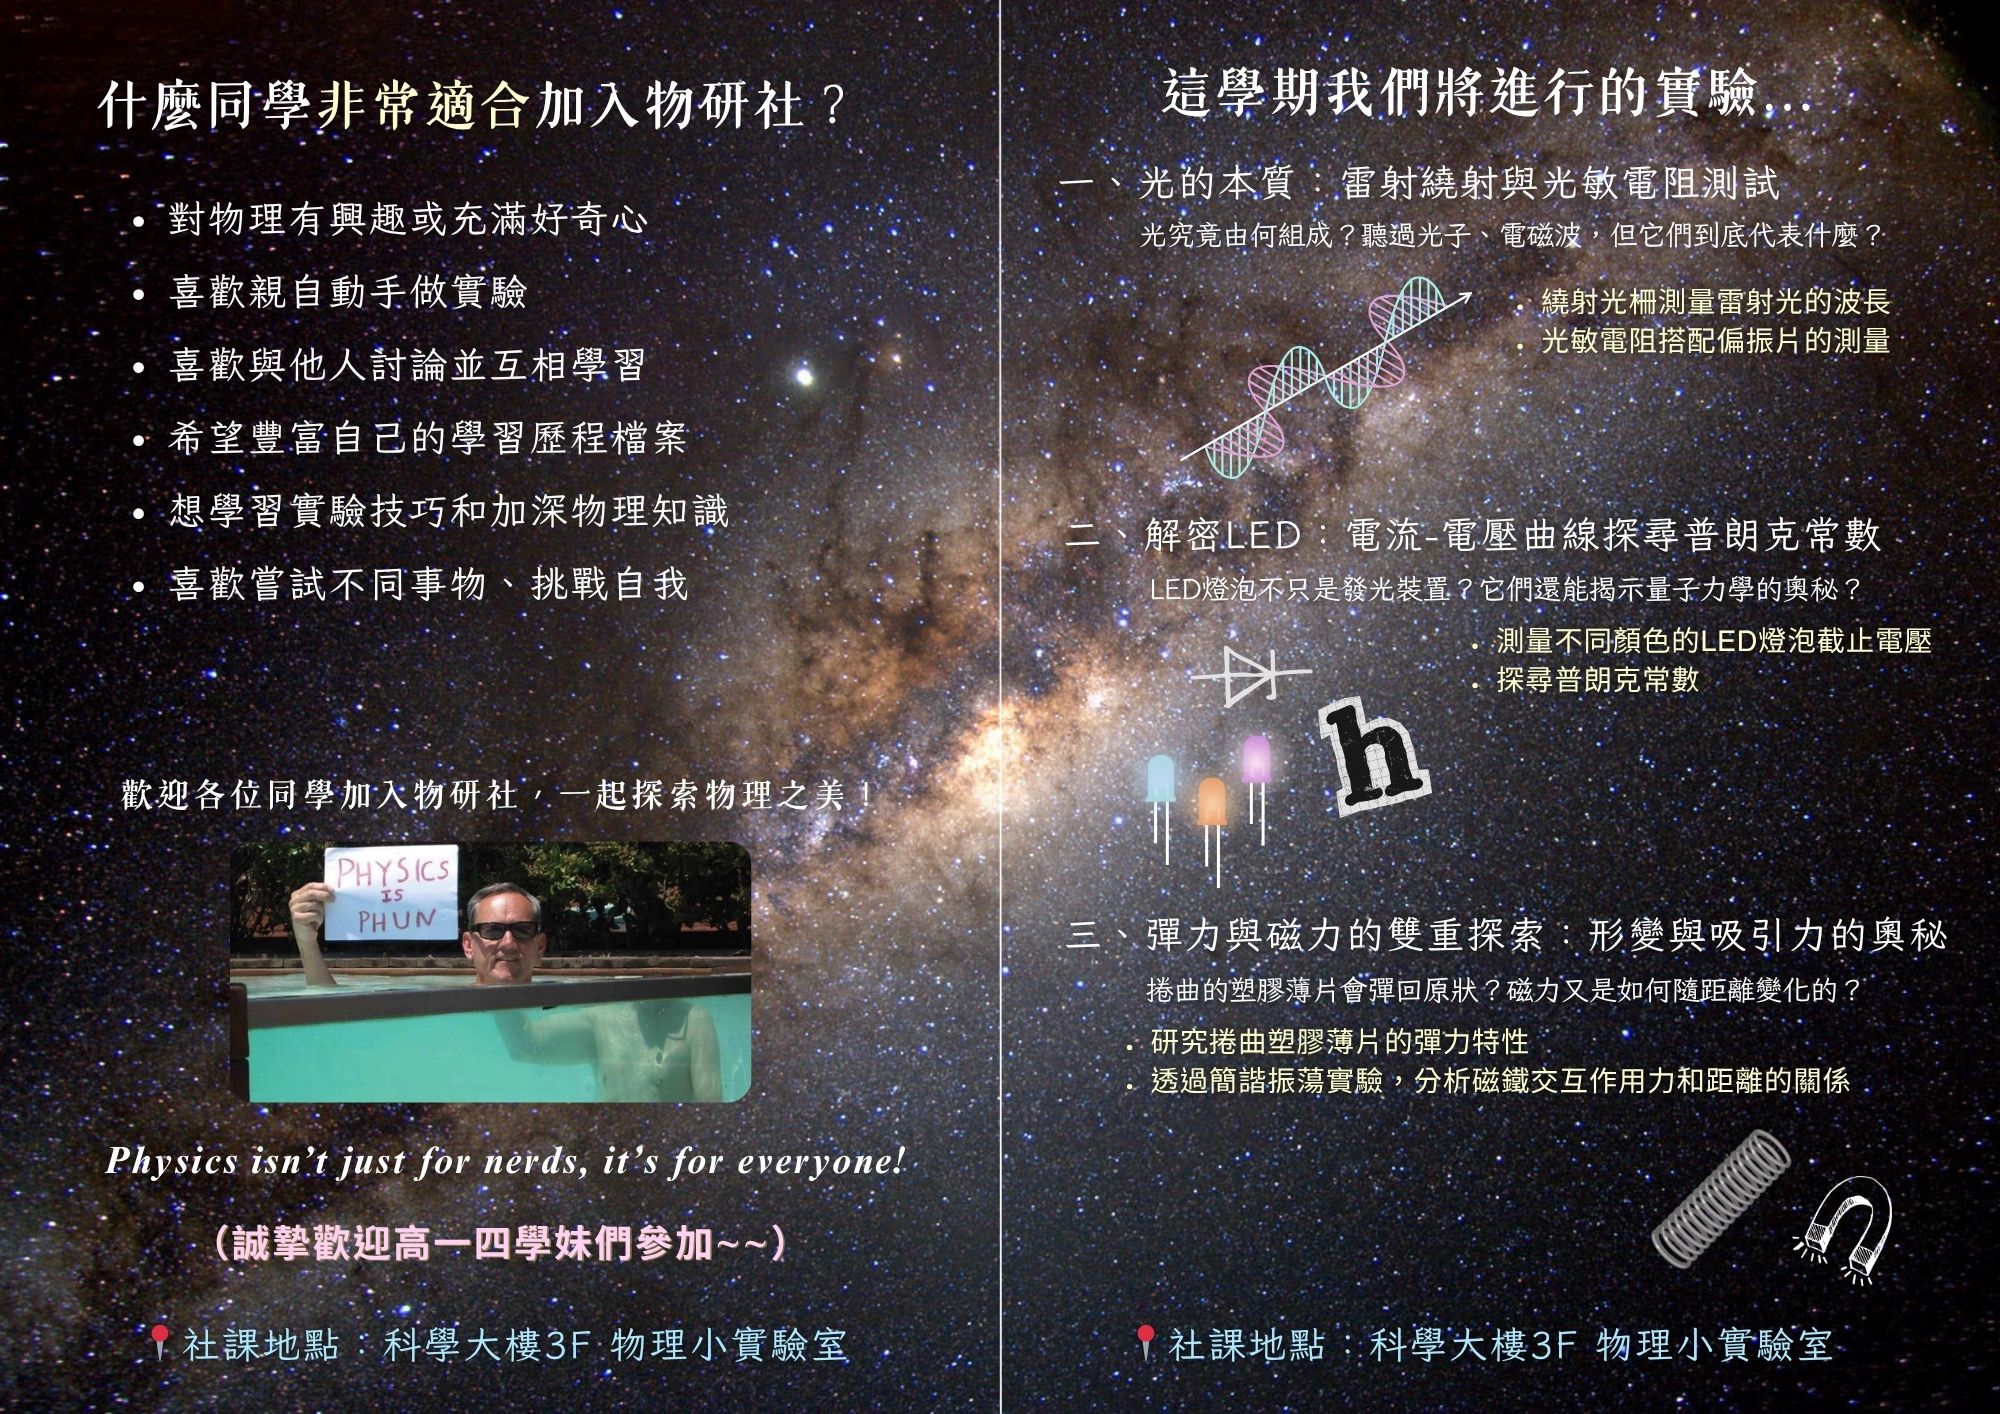 什麼同學非常適合加入物研社？
• 對物理有興趣或充滿好奇心
• 喜歡親自動手做實驗
• 喜歡與他人討論並互相學習
• 希望豐富自己的學習歷程檔案
• 想學習實驗技巧和加深物理知識
• 喜歡嘗試不同事物、挑戰自我
歡迎各位同學加入物研社，一起探索物理之美！
PHYSICS
IS
PHUN
Physics isn't just for nerds, it's for everyone!
（誠摯歡迎高一四學妹們參加~~）
社課地點：科學大樓3F 物理小實驗室
這學期我們將進行的實驗...
一、光的本質：雷射繞射與光敏電阻測試
光究竟由何組成？聽過光子、電磁波，但它們到底代表什麼？
• 繞射光柵測量雷射光的波長
• 光敏電阻搭配偏振片的測量
二、解密LED：電流-電壓曲線探尋普朗克常數
LED燈泡不只是發光裝置？它們還能揭示量子力學的奧秘？
• 測量不同顏色的LED燈泡截止電壓
• 探尋普朗克常數
h
三、彈力與磁力的雙重探索：形變與吸引力的奧秘
捲曲的塑膠薄片會彈回原狀？磁力又是如何隨距離變化的？
• 研究捲曲塑膠薄片的彈力特性
• 透過簡諧振蕩實驗，分析磁鐵交互作用力和距離的關係
社課地點：科學大樓3F 物理小實驗室